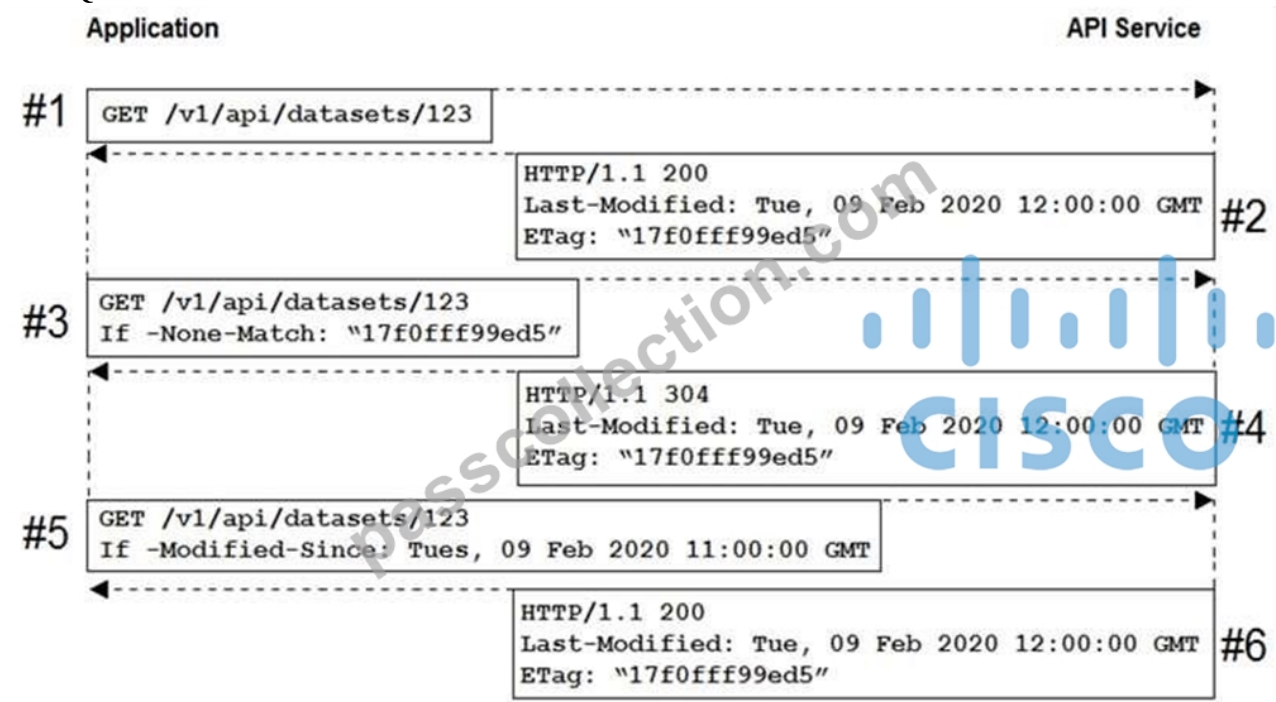 Application
API Service
#1
GET /v1/api/datasets/123
HTTP/1.1 200
Last-Modified: Tue, 09 Feb 2020 12:00:00 GMT
ETag: “17f0fff99ed5”
#2
#3
GET /v1/api/datasets/123
If -None-Match: “17f0fff99ed5”
HTTP/1.1 304
Last-Modified: Tue, 09 Feb 2020 12:00:00 GMT
ETag: “17f0fff99ed5”
#4
#5
GET /v1/api/datasets/123
If -Modified-Since: Tues, 09 Feb 2020 11:00:00 GMT
HTTP/1.1 200
Last-Modified: Tue, 09 Feb 2020 12:00:00 GMT
ETag: “17f0fff99ed5”
#6
passcollection.com
CISCO